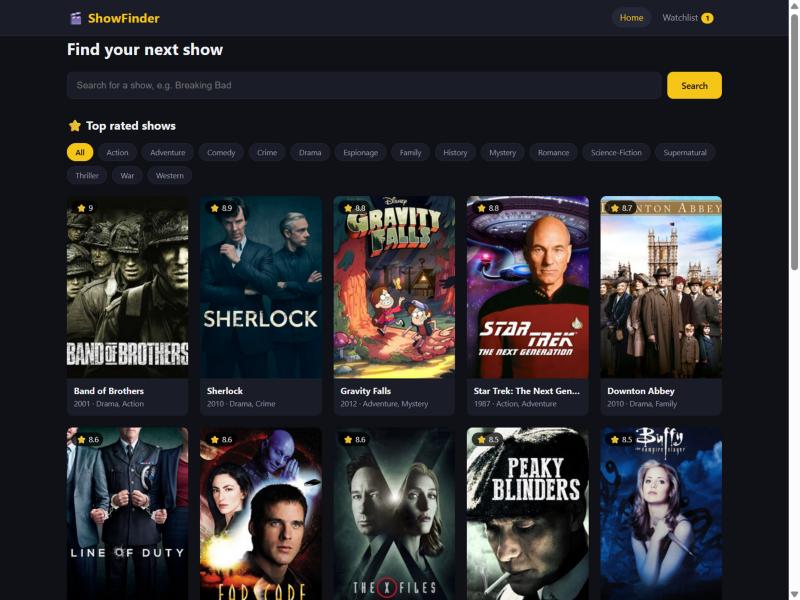 ShowFinder
Home
Watchlist 1
Find your next show
Search for a show, e.g. Breaking Bad
Search
Top rated shows
All Action Adventure Comedy Crime Drama Espionage Family History Mystery Romance Science-Fiction Supernatural
Thriller War Western
9 8.9 8.8 8.8 8.7
BAND OF BROTHERS
SHERLOCK
Disney
GRAVITY
FALLS
STAR TREK
THE NEXT GENERATION
NTON ABBEY
Band of Brothers
2001 · Drama, Action
Sherlock
2010 · Drama, Crime
Gravity Falls
2012 · Adventure, Mystery
Star Trek: The Next Gen...
1987 · Action, Adventure
Downton Abbey
2010 · Drama, Family
8.6 8.6 8.6 8.5 8.5
LINE OF DUTY
FARSCAPE
THE X FILES
PEAKY
BLINDERS
Buffy
the vampire slayer